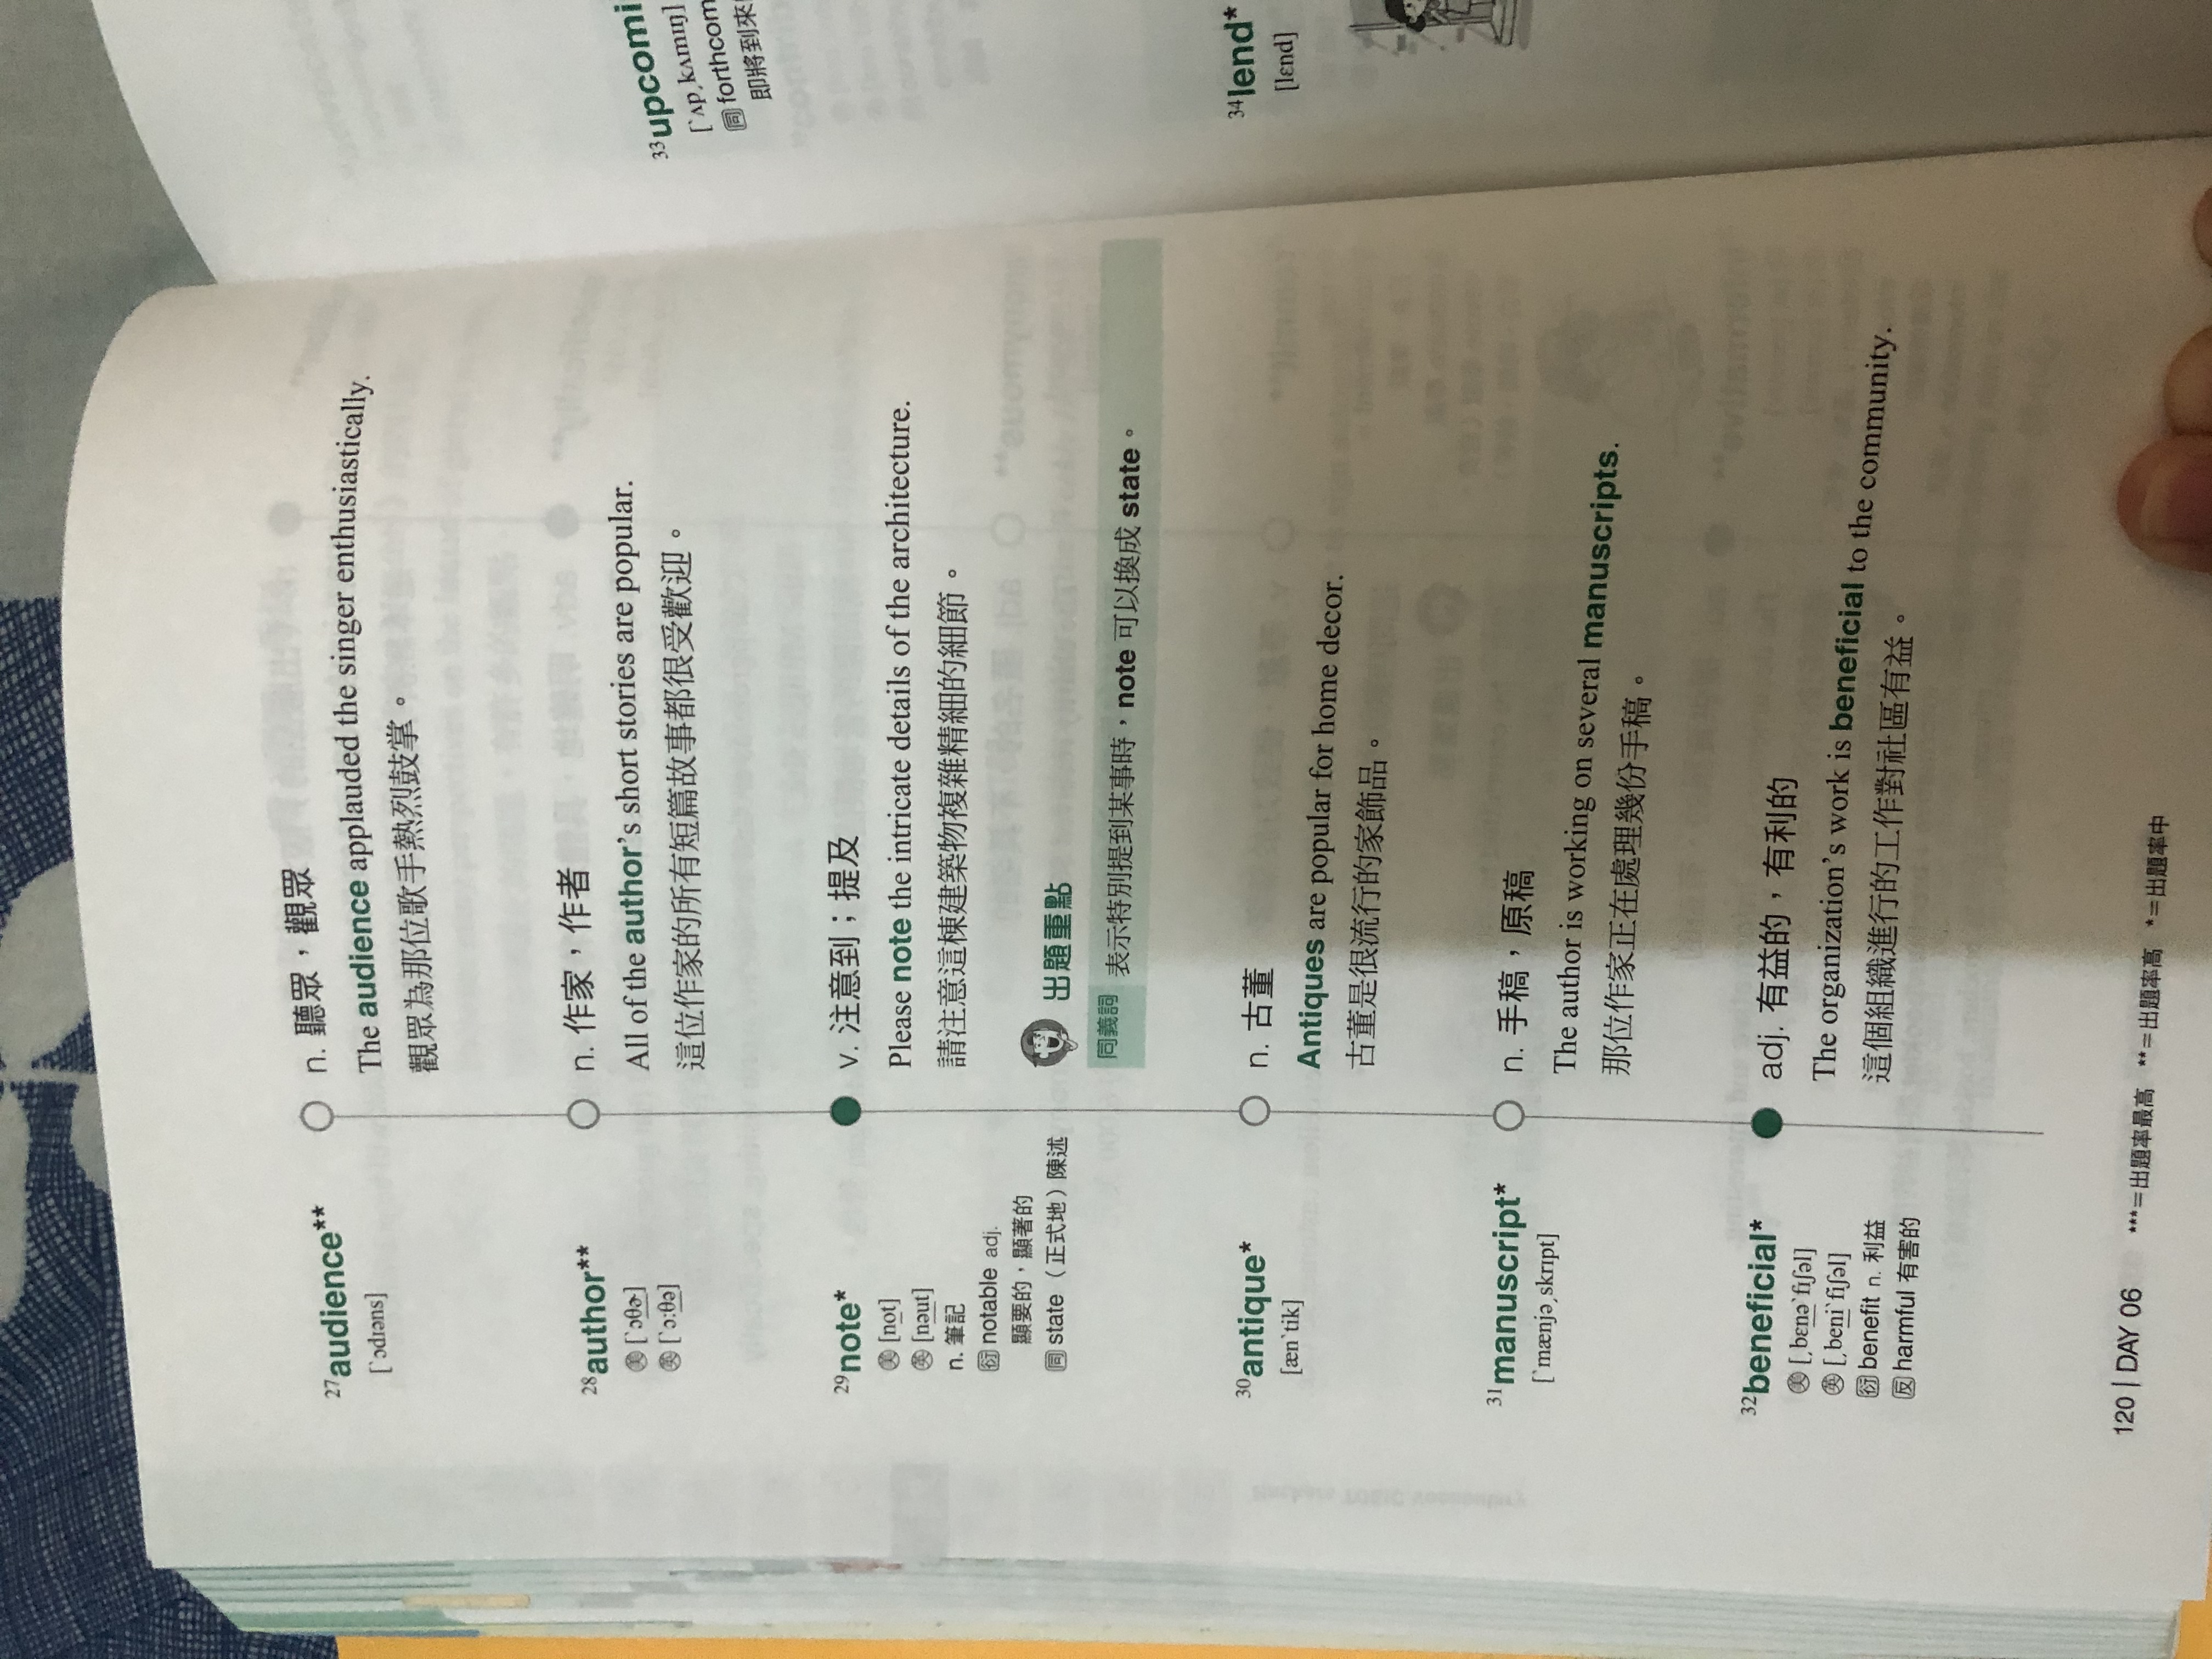 27audience**
[ˋɔdɪəns]
n. 聽眾，觀眾
The audience applauded the singer enthusiastically.
觀眾為那位歌手熱烈鼓掌。
28author**
美 [ˋɔθɚ]
英 [ˋɔ:θə]
n. 作家，作者
All of the author's short stories are popular.
這位作家的所有短篇故事都很受歡迎。
29note*
美 [not]
英 [nəut]
n. 筆記
衍 notable adj.
顯要的，顯著的
同 state （正式地）陳述
v. 注意到；提及
Please note the intricate details of the architecture.
請注意這棟建築物複雜精細的細節。
出題重點
同義詞 表示特別提到某事時，note 可以換成 state。
30antique*
[ænˋtik]
n. 古董
Antiques are popular for home decor.
古董是很流行的家飾品。
31manuscript*
[ˋmænjəˏskrɪpt]
n. 手稿，原稿
The author is working on several manuscripts.
那位作家正在處理幾份手稿。
32beneficial*
美 [ˏbɛnəˋfɪʃəl]
英 [ˏbeniˋfiʃəl]
衍 benefit n. 利益
反 harmful 有害的
adj. 有益的，有利的
The organization's work is beneficial to the community.
這個組織進行的工作對社區有益。
120 | DAY 06 ***＝出題率最高 **＝出題率高 *＝出題率中
33upcomi
[ˋʌpˏkʌmɪŋ]
同 forthcom
即將到來
34lend*
[lɛnd]